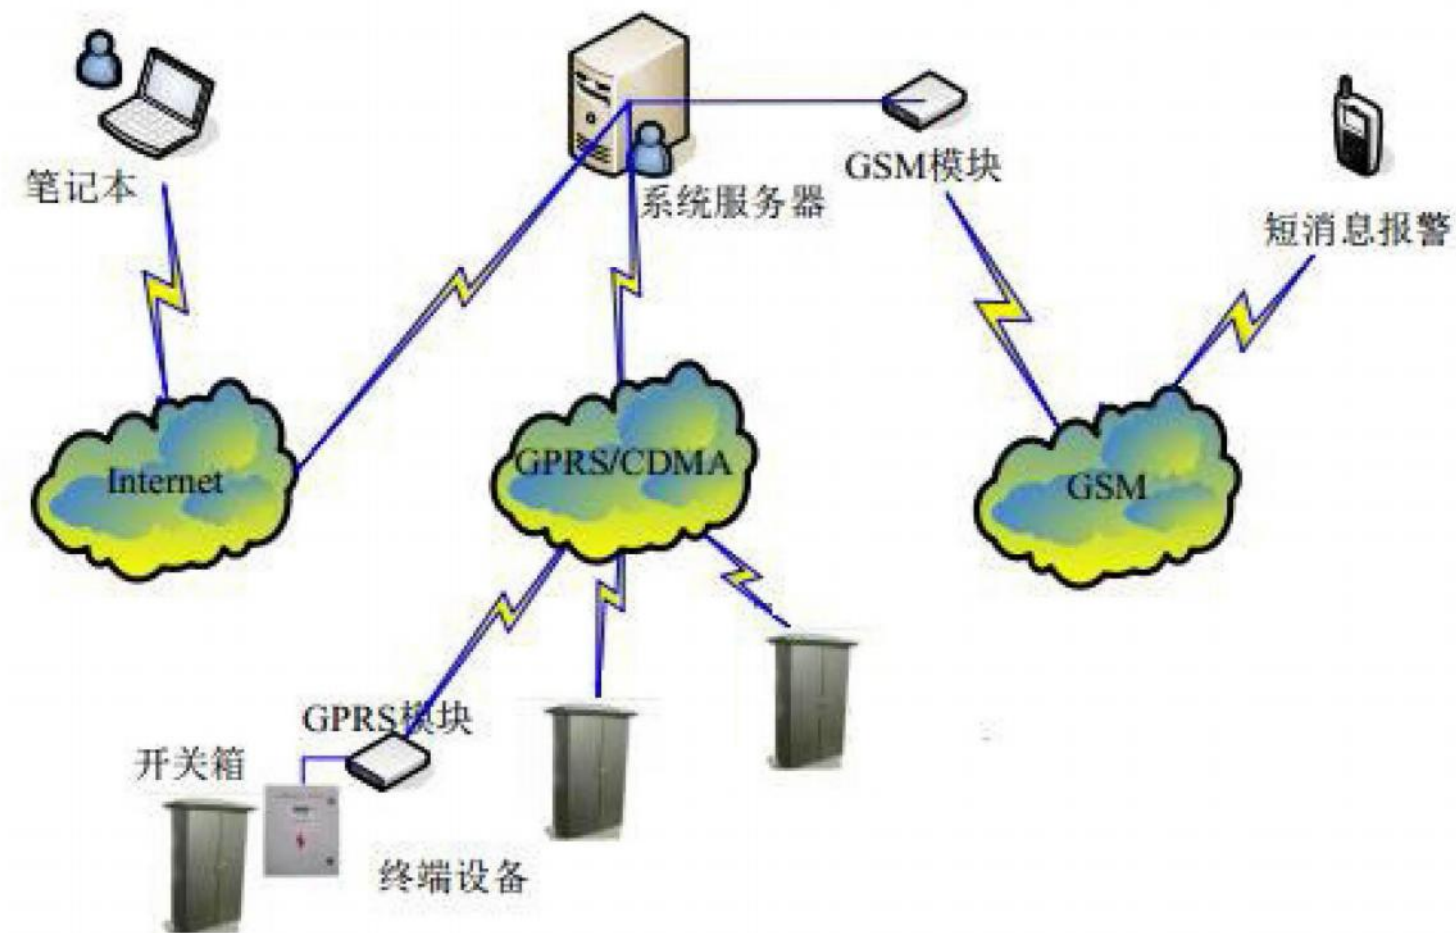 笔记本
系统服务器
GSM模块
短消息报警
Internet
GPRS/CDMA
GSM
GPRS模块
开关箱
终端设备